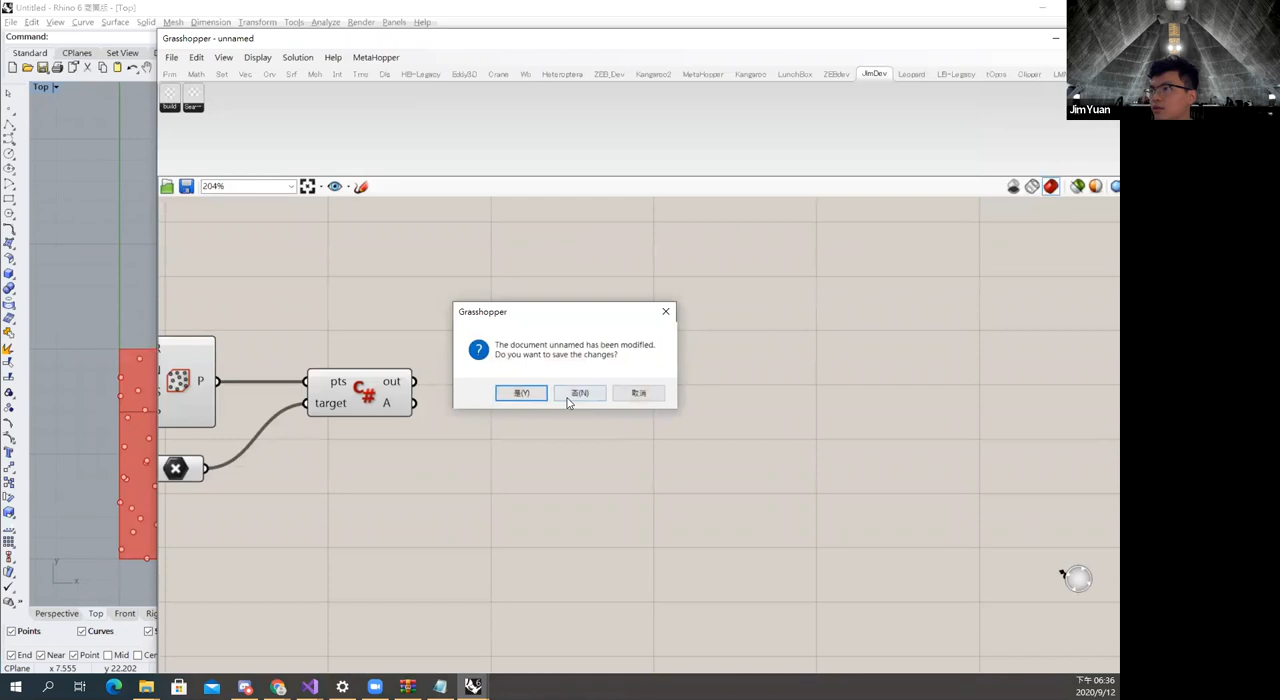 Untitled - Rhino 6 - [Top]
File Edit View Curve Surface Solid Mesh Dimension Transform Tools Analyze Render Panels Help
Command:
Standard CPlanes Set View
Top
Grasshopper - unnamed
File Edit View Display Solution Help MetaHopper
Prm Math Set Vec Crv Srf Msh Int Trns Dis HB-Legacy Eddy3D Crane Wb Heteroptera ZEB_Dev Kangaroo2 MetaHopper Kangaroo LunchBox ZEBdev JimDev Leopard LB-Legacy tOpos Clipper LM
build Sear
204%
JimYuan
P
pts out
target A
C#
Grasshopper
The document unnamed has been modified.
Do you want to save the changes?
是(Y) 否(N) 取消
y
x
Perspective Top Front Rig
Points Curves S
End Near Point Mid Cen
CPlane x 7.555 y 22.202
下午 06:36
2020/9/12